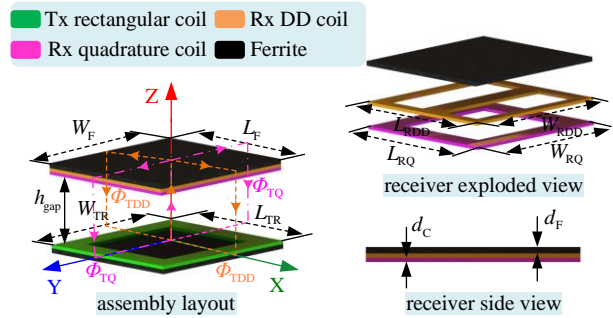 Tx rectangular coil
Rx DD coil
Rx quadrature coil
Ferrite
Z
W_F
L_F
Φ_TDD
Φ_TQ
h_gap
W_TR
L_TR
Φ_TQ
Φ_TDD
Y
X
assembly layout
L_RDD
W_RDD
L_RQ
W_RQ
receiver exploded view
d_C
d_F
receiver side view